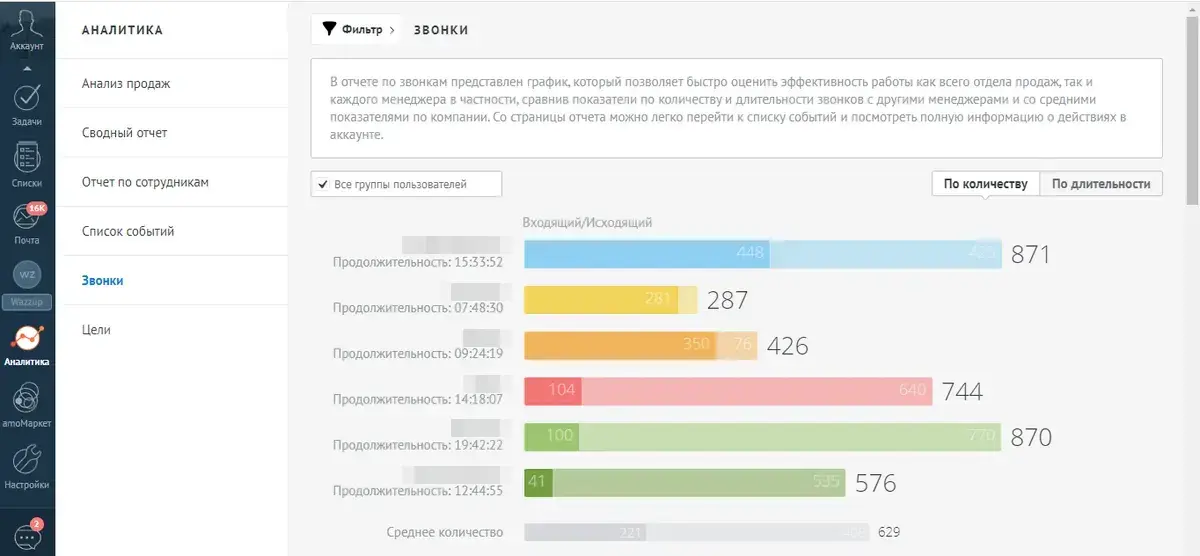 Аккаунт
Задачи
Списки
16K
Почта
WZ
Wazzup
Аналитика
amoМаркет
Настройки
2
АНАЛИТИКА
Анализ продаж
Сводный отчет
Отчет по сотрудникам
Список событий
Звонки
Цели
Фильтр
ЗВОНКИ
В отчете по звонкам представлен график, который позволяет быстро оценить эффективность работы как всего отдела продаж, так и
каждого менеджера в частности, сравнив показатели по количеству и длительности звонков с другими менеджерами и со средними
показателями по компании. Со страницы отчета можно легко перейти к списку событий и посмотреть полную информацию о действиях в
аккаунте.
Все группы пользователей
По количеству
По длительности
Входящий/Исходящий
Продолжительность: 15:33:52
448
871
Продолжительность: 07:48:30
281
287
Продолжительность: 09:24:19
350
76
426
Продолжительность: 14:18:07
104
640
744
Продолжительность: 19:42:22
100
770
870
Продолжительность: 12:44:55
41
535
576
Среднее количество
221
629